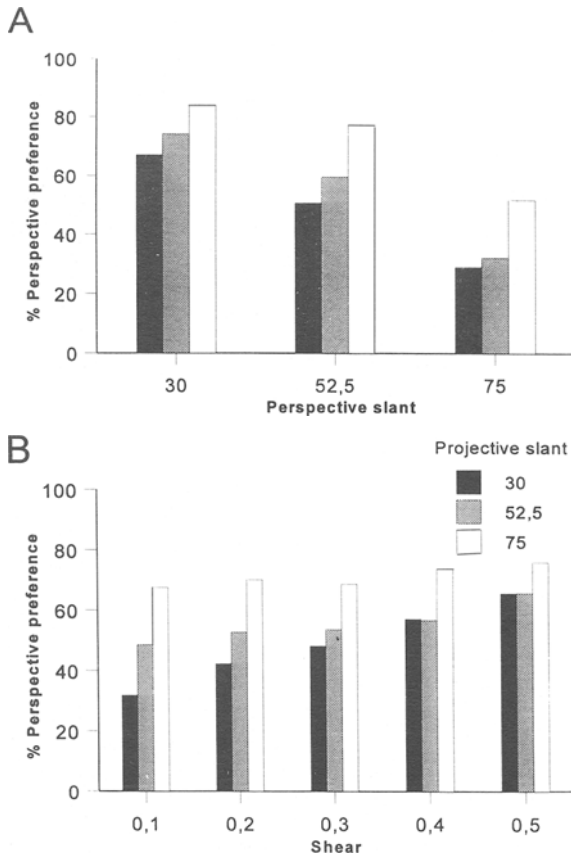 A
% Perspective preference
100
80
60
40
20
0
30 52,5 75
Perspective slant
B
Projective slant
30
52,5
75
% Perspective preference
100
80
60
40
20
0
0,1 0,2 0,3 0,4 0,5
Shear